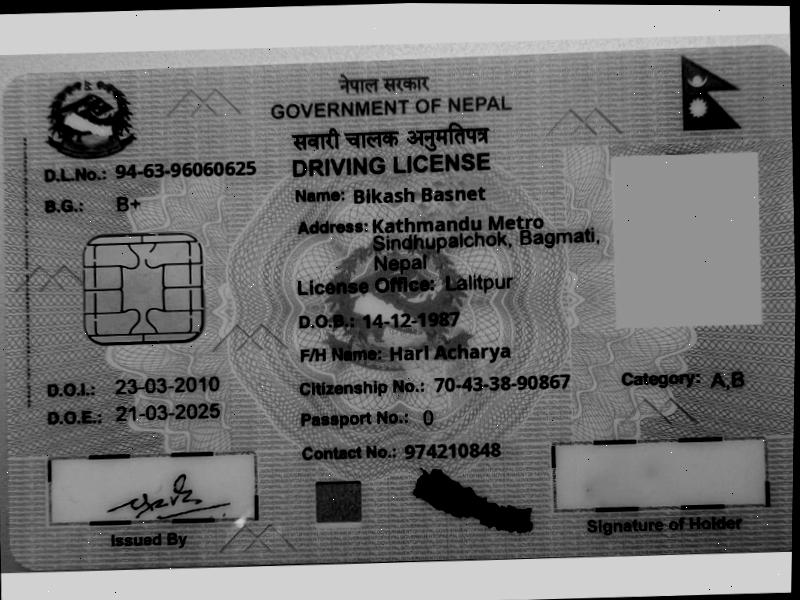 नेपाल सरकार
GOVERNMENT OF NEPAL
सवारी चालक अनुमतिपत्र
DRIVING LICENSE
D.L.No.: 94-63-96060625
B.G.: B+
Name: Bikash Basnet
Address: Kathmandu Metro
Sindhupalchok, Bagmati,
Nepal
License Office: Lalitpur
D.O.B.: 14-12-1987
F/H Name: Hari Acharya
D.O.I.: 23-03-2010
D.O.E.: 21-03-2025
Citizenship No.: 70-43-38-90867
Category: A,B
Passport No.: 0
Contact No.: 974210848
Issued By
Signature of Holder